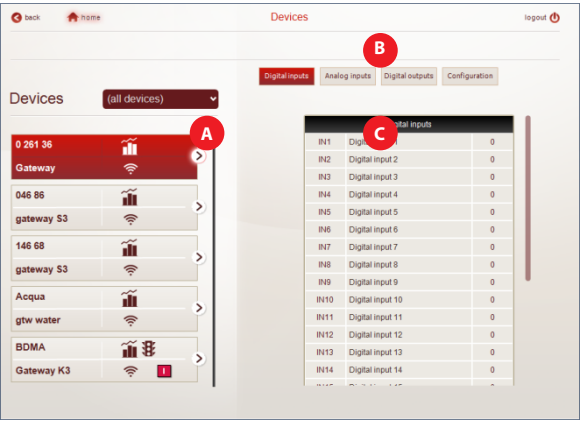 back home Devices logout
B
Digital inputs Analog inputs Digital outputs Configuration
Devices (all devices)
A
C
inputs
0 261 36
Gateway
046 86
gateway S3
146 68
gateway S3
Acqua
gtw water
BDMA
Gateway K3 I
IN1 0
IN2 Digital input 2 0
IN3 Digital input 3 0
IN4 Digital input 4 0
IN5 Digital input 5 0
IN6 Digital input 6 0
IN7 Digital input 7 0
IN8 Digital input 8 0
IN9 Digital input 9 0
IN10 Digital input 10 0
IN11 Digital input 11 0
IN12 Digital input 12 0
IN13 Digital input 13 0
IN14 Digital input 14 0